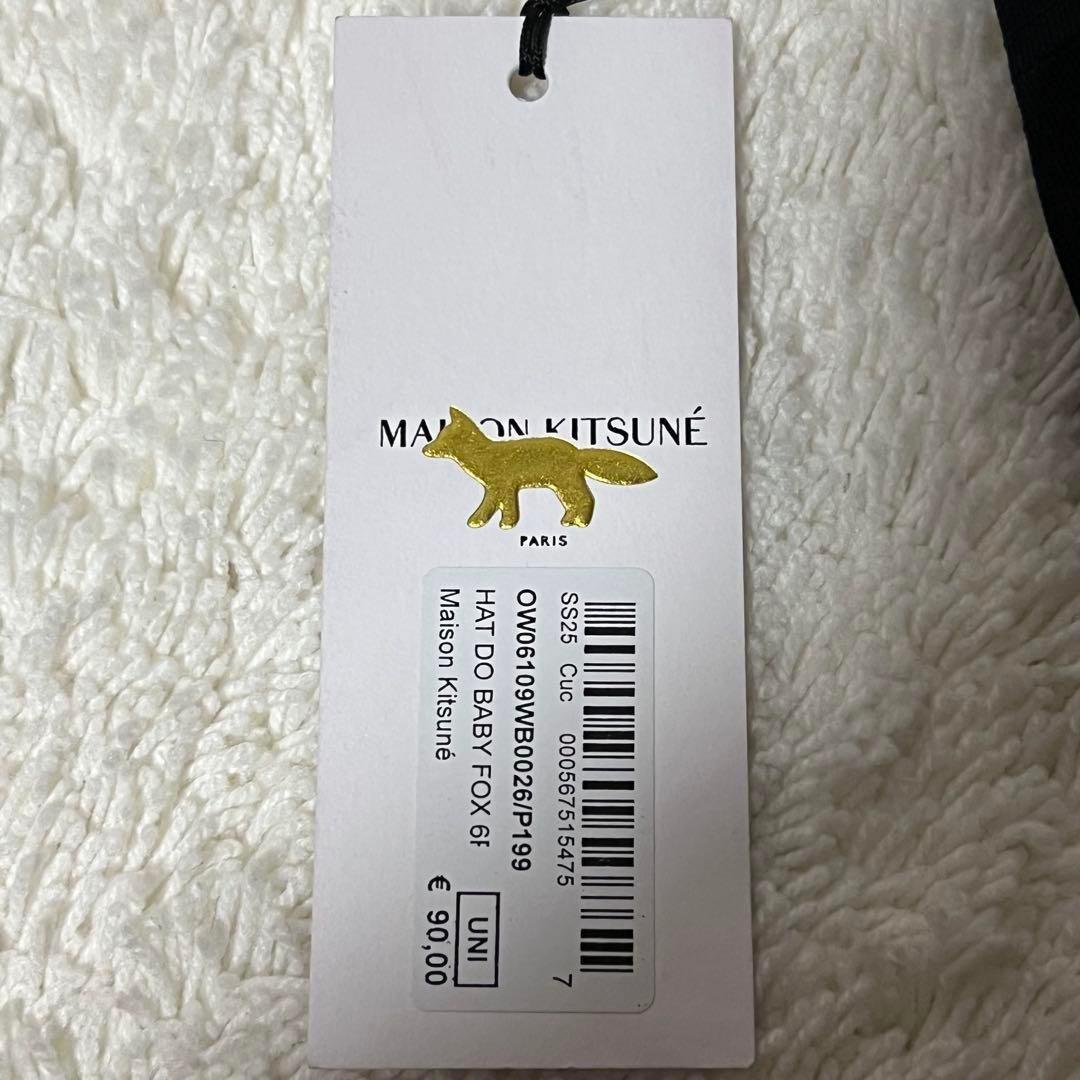 MAISON KITSUNÉ
PARIS
SS25 Cuc 000567515475 7
OW06109WB0026/P199
HAT DO BABY FOX 6F
UNI
Maison Kitsuné
€ 90,00